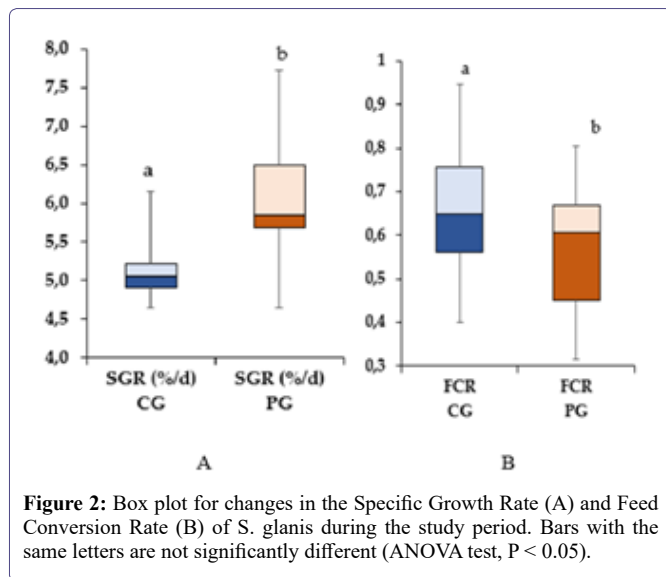 8,0
7,5
7,0
6,5
6,0
5,5
5,0
4,5
4,0
a
b
SGR (%/d)
CG
SGR (%/d)
PG
A
1
0,9
0,8
0,7
0,6
0,5
0,4
0,3
a
b
FCR
CG
FCR
PG
B
Figure 2: Box plot for changes in the Specific Growth Rate (A) and Feed
Conversion Rate (B) of S. glanis during the study period. Bars with the
same letters are not significantly different (ANOVA test, P < 0.05).